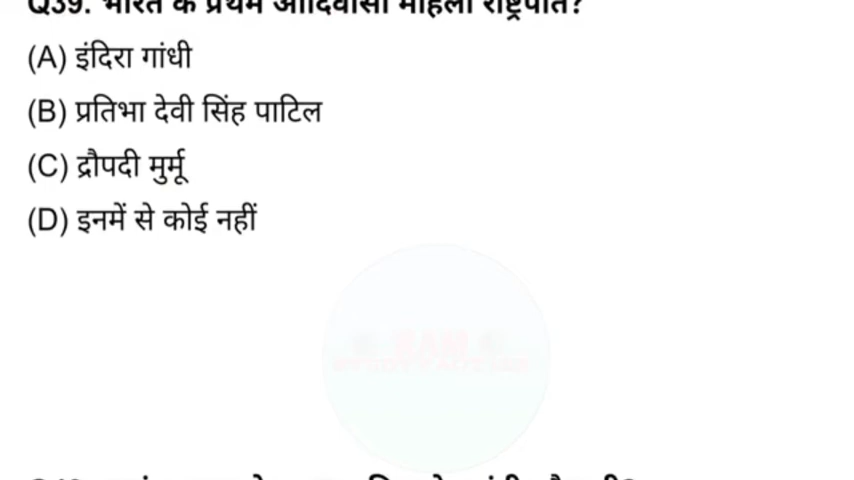 Q39. भारत के प्रथम आदिवासी महिला राष्ट्रपति?
(A) इंदिरा गांधी
(B) प्रतिभा देवी सिंह पाटिल
(C) द्रौपदी मुर्मू
(D) इनमें से कोई नहीं